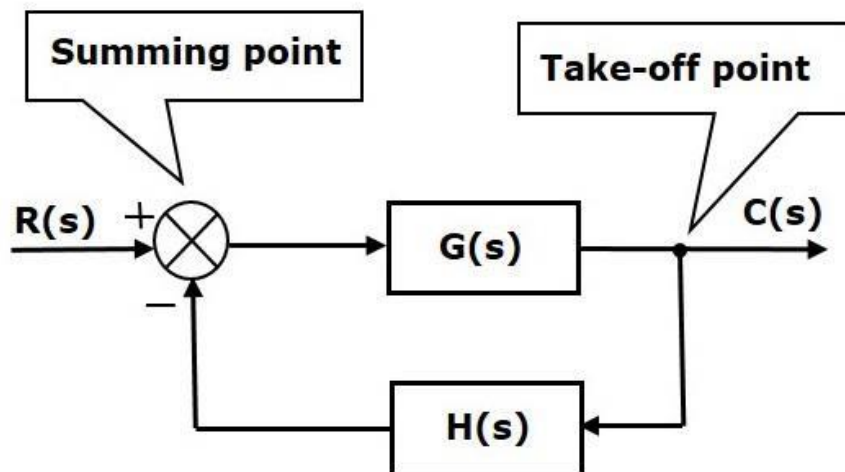 Summing point
Take-off point
R(s)
+
G(s)
C(s)
−
H(s)